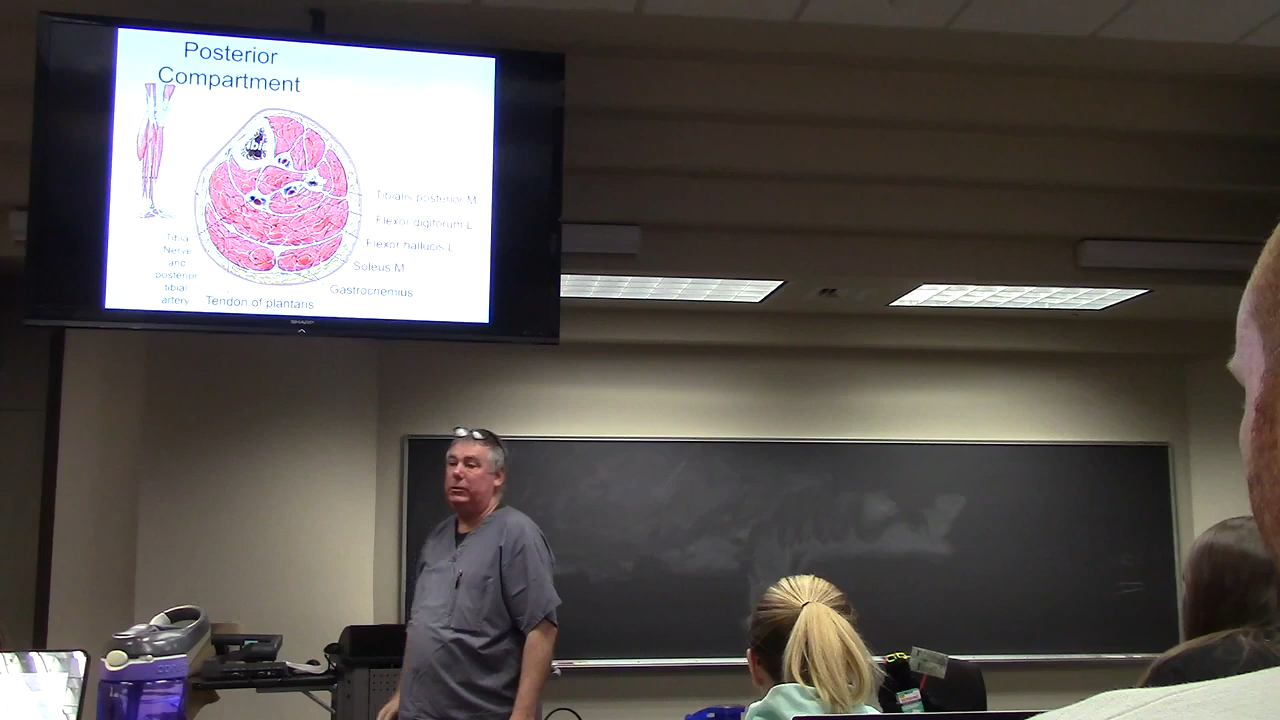 Posterior
Compartment
Tibialis posterior M
Flexor digitorum L
Flexor hallucis L
Soleus M
Gastrocnemius
Tendon of plantaris
Tibial
Nerve
and
posterior
tibial
artery
SHARP